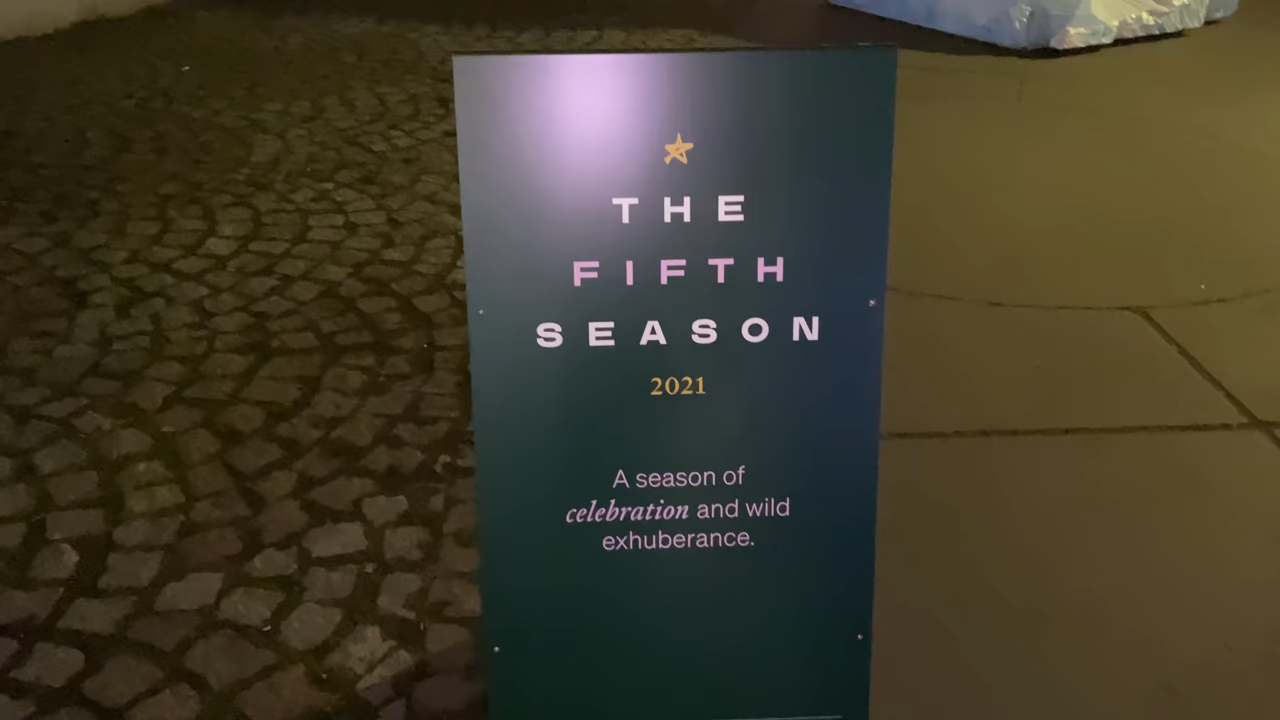 THE
FIFTH
SEASON
2021
A season of
celebration and wild
exhuberance.